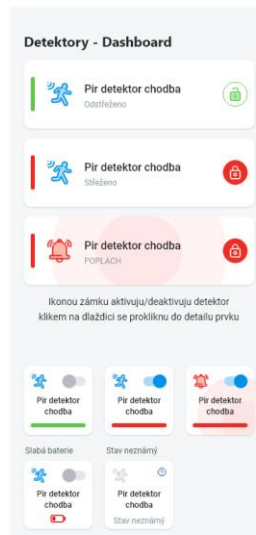 Detektory - Dashboard
Pir detektor chodba
Odstřeženo
Pir detektor chodba
Střeženo
Pir detektor chodba
POPLACH
Ikonou zámku aktivuju/deaktivuju detektor
klikem na dlaždici se prokliknu do detailu prvku
Pir detektor
chodba
Pir detektor
chodba
Pir detektor
chodba
Slabá baterie
Stav neznámý
Pir detektor
chodba
Pir detektor
chodba
Stav neznámý